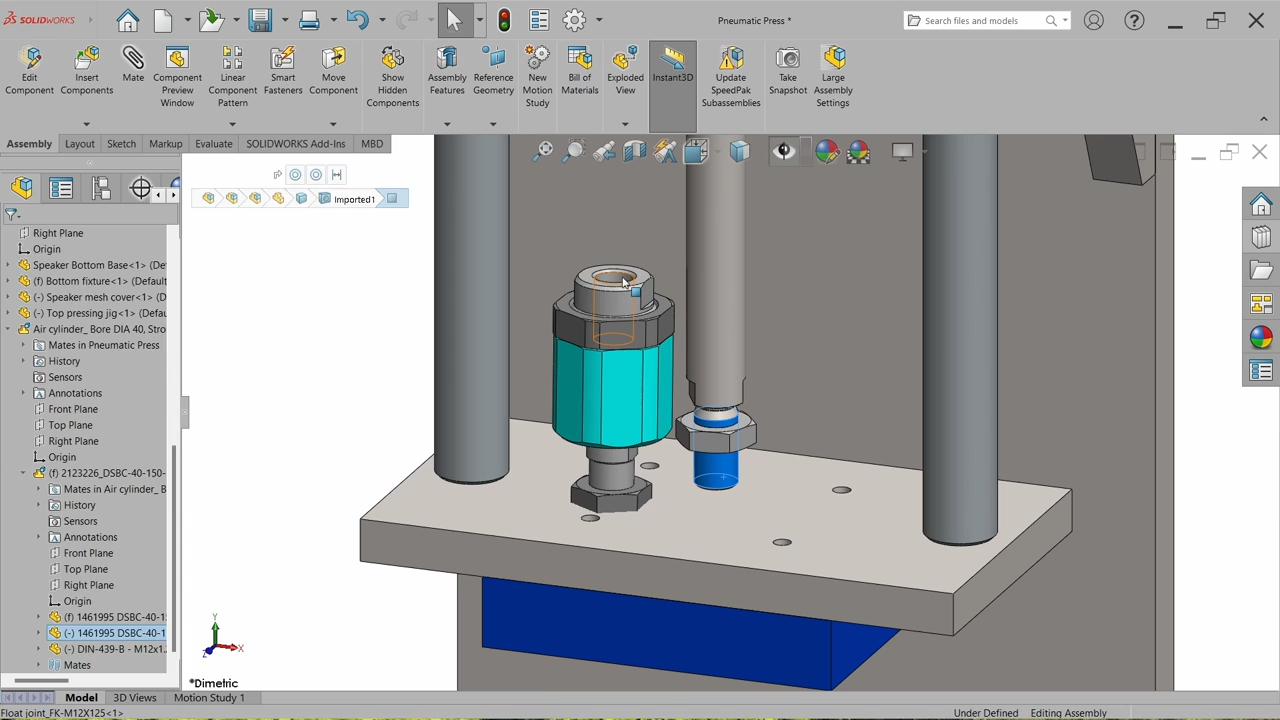 SOLIDWORKS
Pneumatic Press *
Search files and models
Edit Component
Insert Components
Mate
Component Preview Window
Linear Component Pattern
Smart Fasteners
Move Component
Show Hidden Components
Assembly Features
Reference Geometry
New Motion Study
Bill of Materials
Exploded View
Instant3D
Update SpeedPak Subassemblies
Take Snapshot
Large Assembly Settings
Assembly
Layout
Sketch
Markup
Evaluate
SOLIDWORKS Add-Ins
MBD
Imported1
Right Plane
Origin
Speaker Bottom Base<1> (De
(f) Bottom fixture<1> (Default
(-) Speaker mesh cover<1> (
(-) Top pressing jig<1> (Defau
Air cylinder_ Bore DIA 40, Stro
Mates in Pneumatic Press
History
Sensors
Annotations
Front Plane
Top Plane
Right Plane
Origin
(f) 2123226_DSBC-40-150-
Mates in Air cylinder_ B
History
Sensors
Annotations
Front Plane
Top Plane
Right Plane
Origin
(f) 1461995 DSBC-40-1
(-) 1461995 DSBC-40-1
(-) DIN-439-B - M12x1.
Mates
Y
X
Z
*Dimetric
Model
3D Views
Motion Study 1
Float joint_FK-M12X125<1>
Under Defined
Editing Assembly